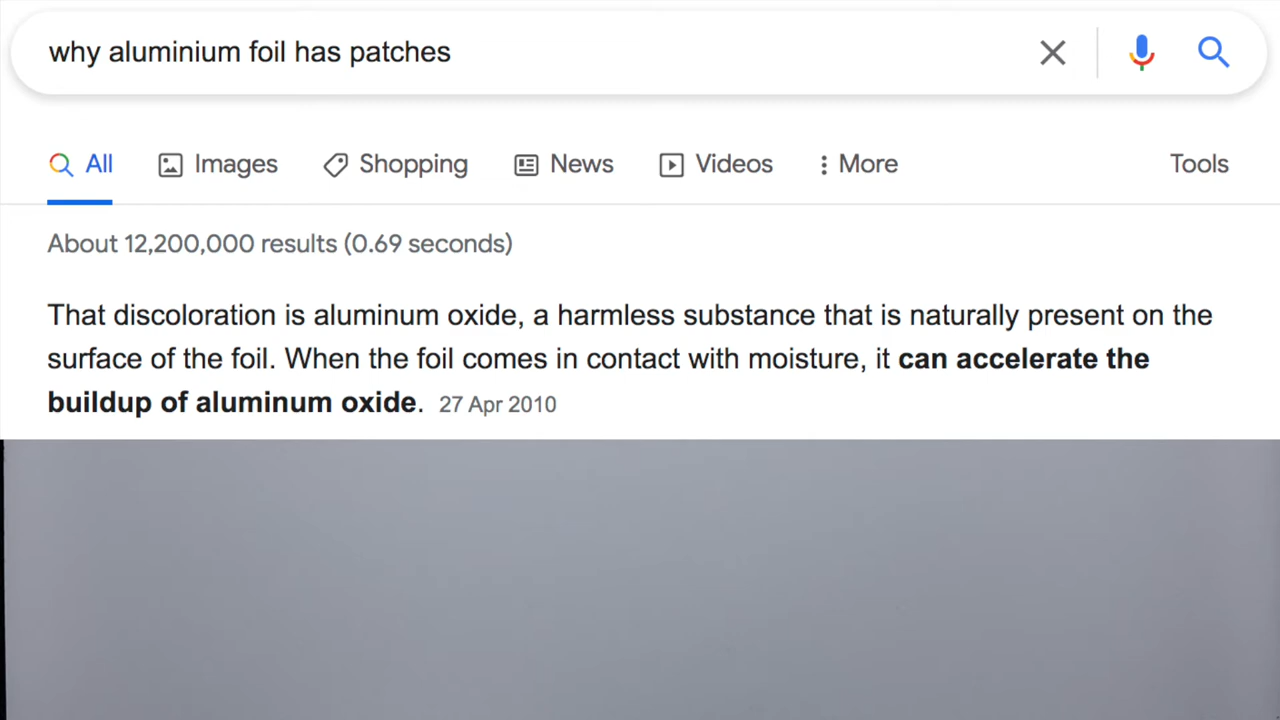 why aluminium foil has patches
All Images Shopping News Videos More Tools
About 12,200,000 results (0.69 seconds)
That discoloration is aluminum oxide, a harmless substance that is naturally present on the
surface of the foil. When the foil comes in contact with moisture, it can accelerate the
buildup of aluminum oxide. 27 Apr 2010